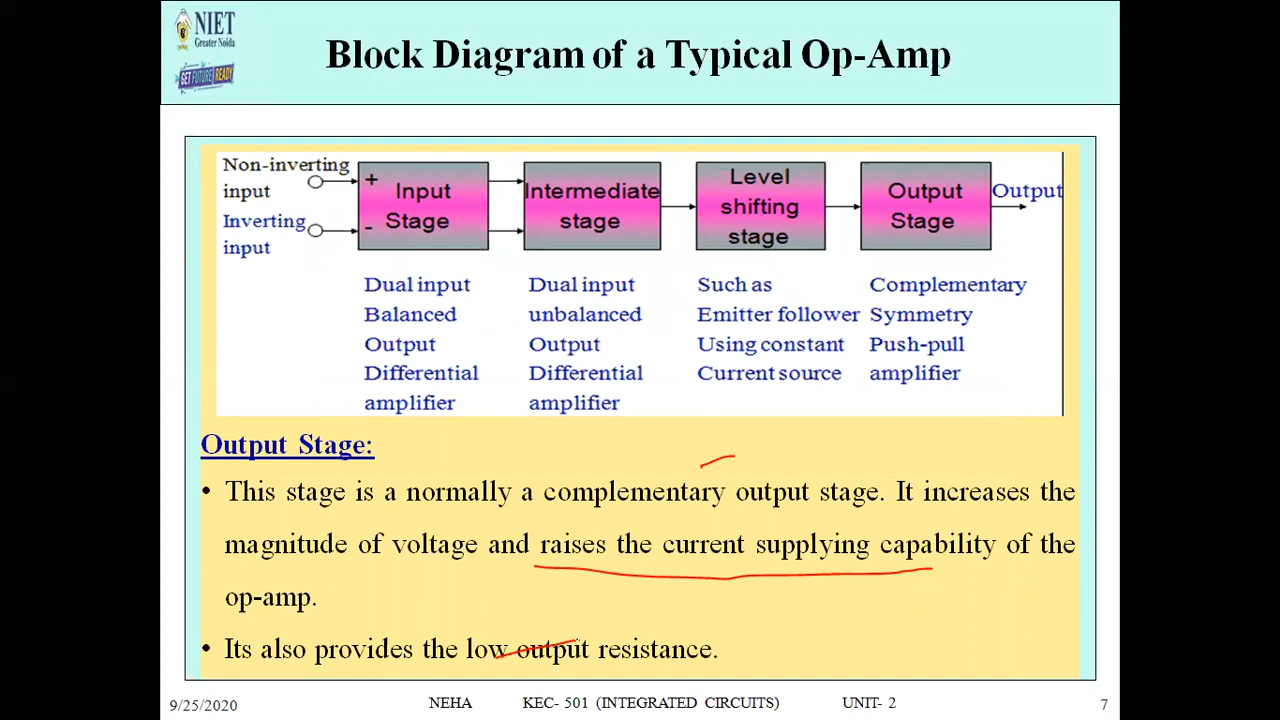 NIET
Greater Noida
GET FUTURE READY
Block Diagram of a Typical Op-Amp
Non-inverting
input
Inverting
input
+
-
Input
Stage
Intermediate
stage
Level
shifting
stage
Output
Stage
Output
Dual input
Balanced
Output
Differential
amplifier
Dual input
unbalanced
Output
Differential
amplifier
Such as
Emitter follower
Using constant
Current source
Complementary
Symmetry
Push-pull
amplifier
Output Stage:
• This stage is a normally a complementary output stage. It increases the
magnitude of voltage and raises the current supplying capability of the
op-amp.
• Its also provides the low output resistance.
9/25/2020 NEHA KEC- 501 (INTEGRATED CIRCUITS) UNIT- 2 7